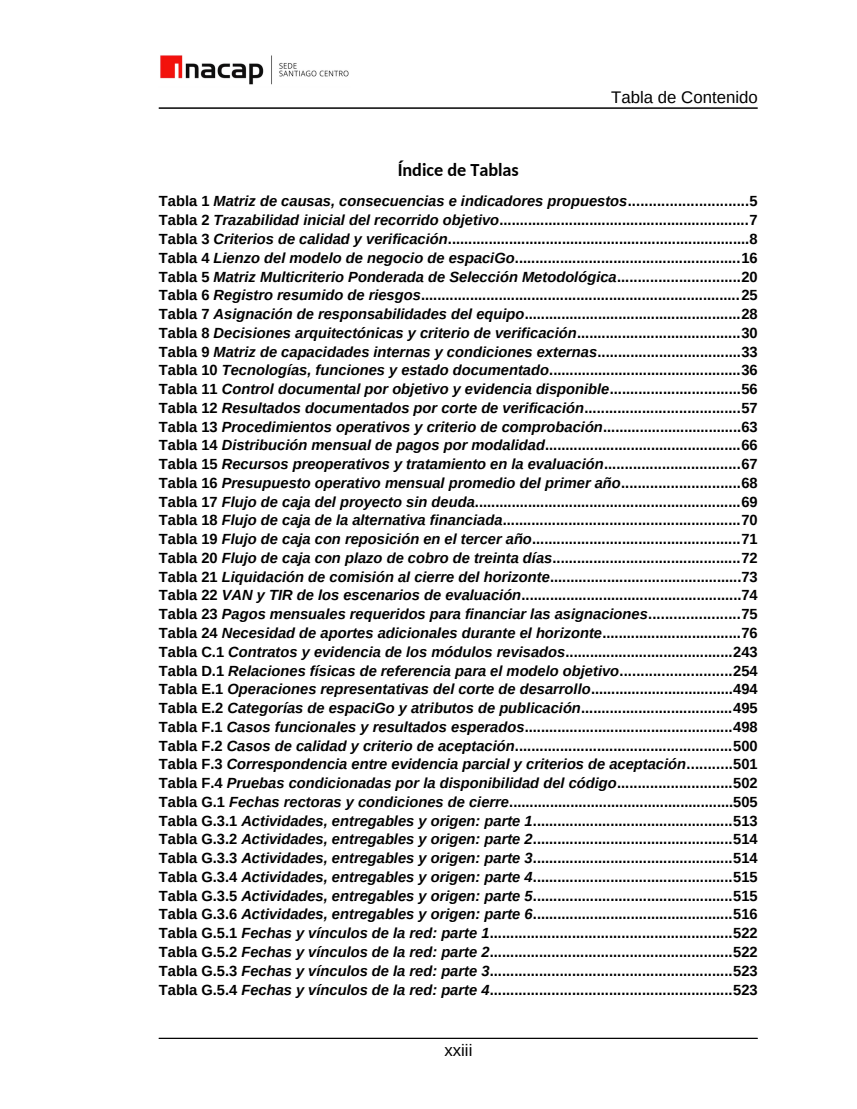 inacap
SEDE
SANTIAGO CENTRO
Tabla de Contenido
Índice de Tablas
Tabla 1 Matriz de causas, consecuencias e indicadores propuestos.............................5
Tabla 2 Trazabilidad inicial del recorrido objetivo............................................................7
Tabla 3 Criterios de calidad y verificación........................................................................8
Tabla 4 Lienzo del modelo de negocio de espaciGo......................................................16
Tabla 5 Matriz Multicriterio Ponderada de Selección Metodológica..............................20
Tabla 6 Registro resumido de riesgos.............................................................................25
Tabla 7 Asignación de responsabilidades del equipo....................................................28
Tabla 8 Decisiones arquitectónicas y criterio de verificación.......................................30
Tabla 9 Matriz de capacidades internas y condiciones externas..................................33
Tabla 10 Tecnologías, funciones y estado documentado..............................................36
Tabla 11 Control documental por objetivo y evidencia disponible................................56
Tabla 12 Resultados documentados por corte de verificación.....................................57
Tabla 13 Procedimientos operativos y criterio de comprobación.................................63
Tabla 14 Distribución mensual de pagos por modalidad...............................................66
Tabla 15 Recursos preoperativos y tratamiento en la evaluación.................................67
Tabla 16 Presupuesto operativo mensual promedio del primer año.............................68
Tabla 17 Flujo de caja del proyecto sin deuda................................................................69
Tabla 18 Flujo de caja de la alternativa financiada.........................................................70
Tabla 19 Flujo de caja con reposición en el tercer año..................................................71
Tabla 20 Flujo de caja con plazo de cobro de treinta días.............................................72
Tabla 21 Liquidación de comisión al cierre del horizonte..............................................73
Tabla 22 VAN y TIR de los escenarios de evaluación.....................................................74
Tabla 23 Pagos mensuales requeridos para financiar las asignaciones......................75
Tabla 24 Necesidad de aportes adicionales durante el horizonte.................................76
Tabla C.1 Contratos y evidencia de los módulos revisados........................................243
Tabla D.1 Relaciones físicas de referencia para el modelo objetivo...........................254
Tabla E.1 Operaciones representativas del corte de desarrollo..................................494
Tabla E.2 Categorías de espaciGo y atributos de publicación....................................495
Tabla F.1 Casos funcionales y resultados esperados..................................................498
Tabla F.2 Casos de calidad y criterio de aceptación....................................................500
Tabla F.3 Correspondencia entre evidencia parcial y criterios de aceptación...........501
Tabla F.4 Pruebas condicionadas por la disponibilidad del código............................502
Tabla G.1 Fechas rectoras y condiciones de cierre......................................................505
Tabla G.3.1 Actividades, entregables y origen: parte 1................................................513
Tabla G.3.2 Actividades, entregables y origen: parte 2................................................514
Tabla G.3.3 Actividades, entregables y origen: parte 3................................................514
Tabla G.3.4 Actividades, entregables y origen: parte 4................................................515
Tabla G.3.5 Actividades, entregables y origen: parte 5................................................515
Tabla G.3.6 Actividades, entregables y origen: parte 6................................................516
Tabla G.5.1 Fechas y vínculos de la red: parte 1..........................................................522
Tabla G.5.2 Fechas y vínculos de la red: parte 2..........................................................522
Tabla G.5.3 Fechas y vínculos de la red: parte 3..........................................................523
Tabla G.5.4 Fechas y vínculos de la red: parte 4..........................................................523
xxiii